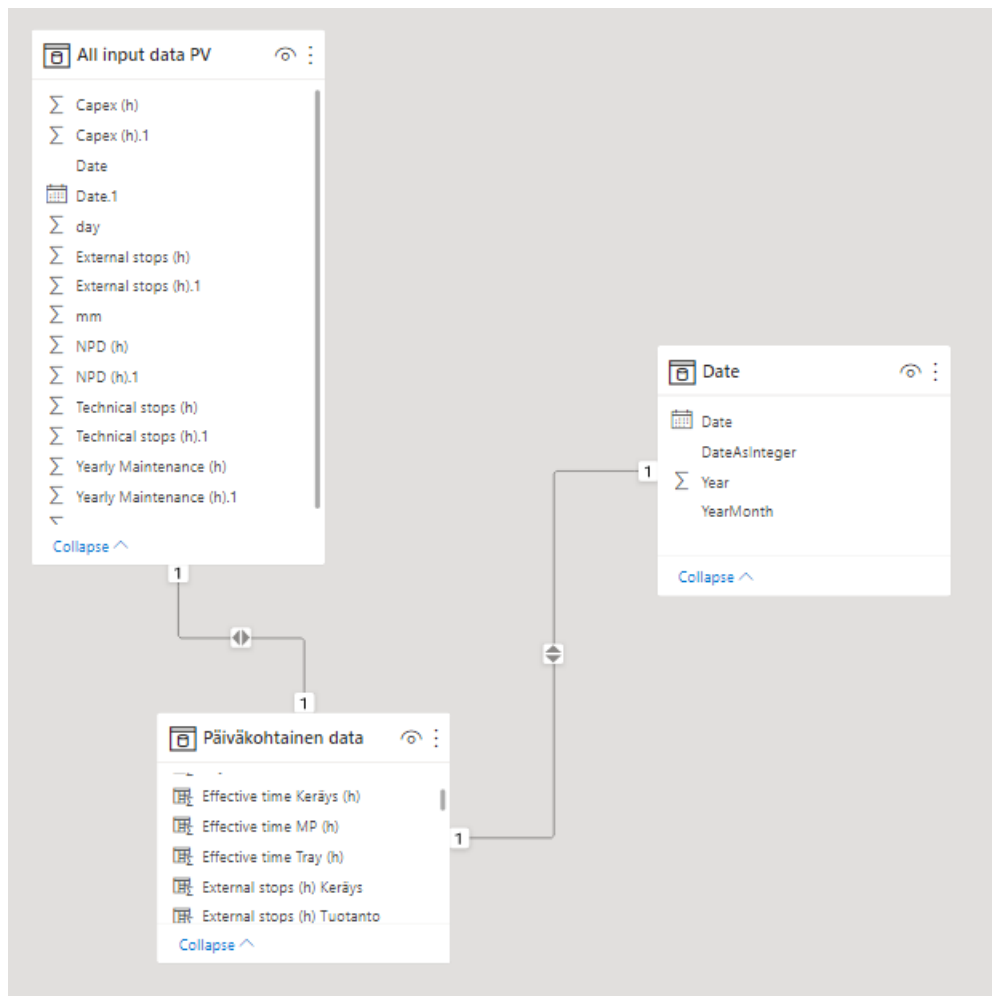 All input data PV
Capex (h)
Capex (h).1
Date
Date.1
day
External stops (h)
External stops (h).1
mm
NPD (h)
NPD (h).1
Technical stops (h)
Technical stops (h).1
Yearly Maintenance (h)
Yearly Maintenance (h).1
Collapse
1
1
Päiväkohtainen data
Effective time Keräys (h)
Effective time MP (h)
Effective time Tray (h)
External stops (h) Keräys
External stops (h) Tuotanto
Collapse
1
1
Date
Date
DateAsInteger
Year
YearMonth
Collapse